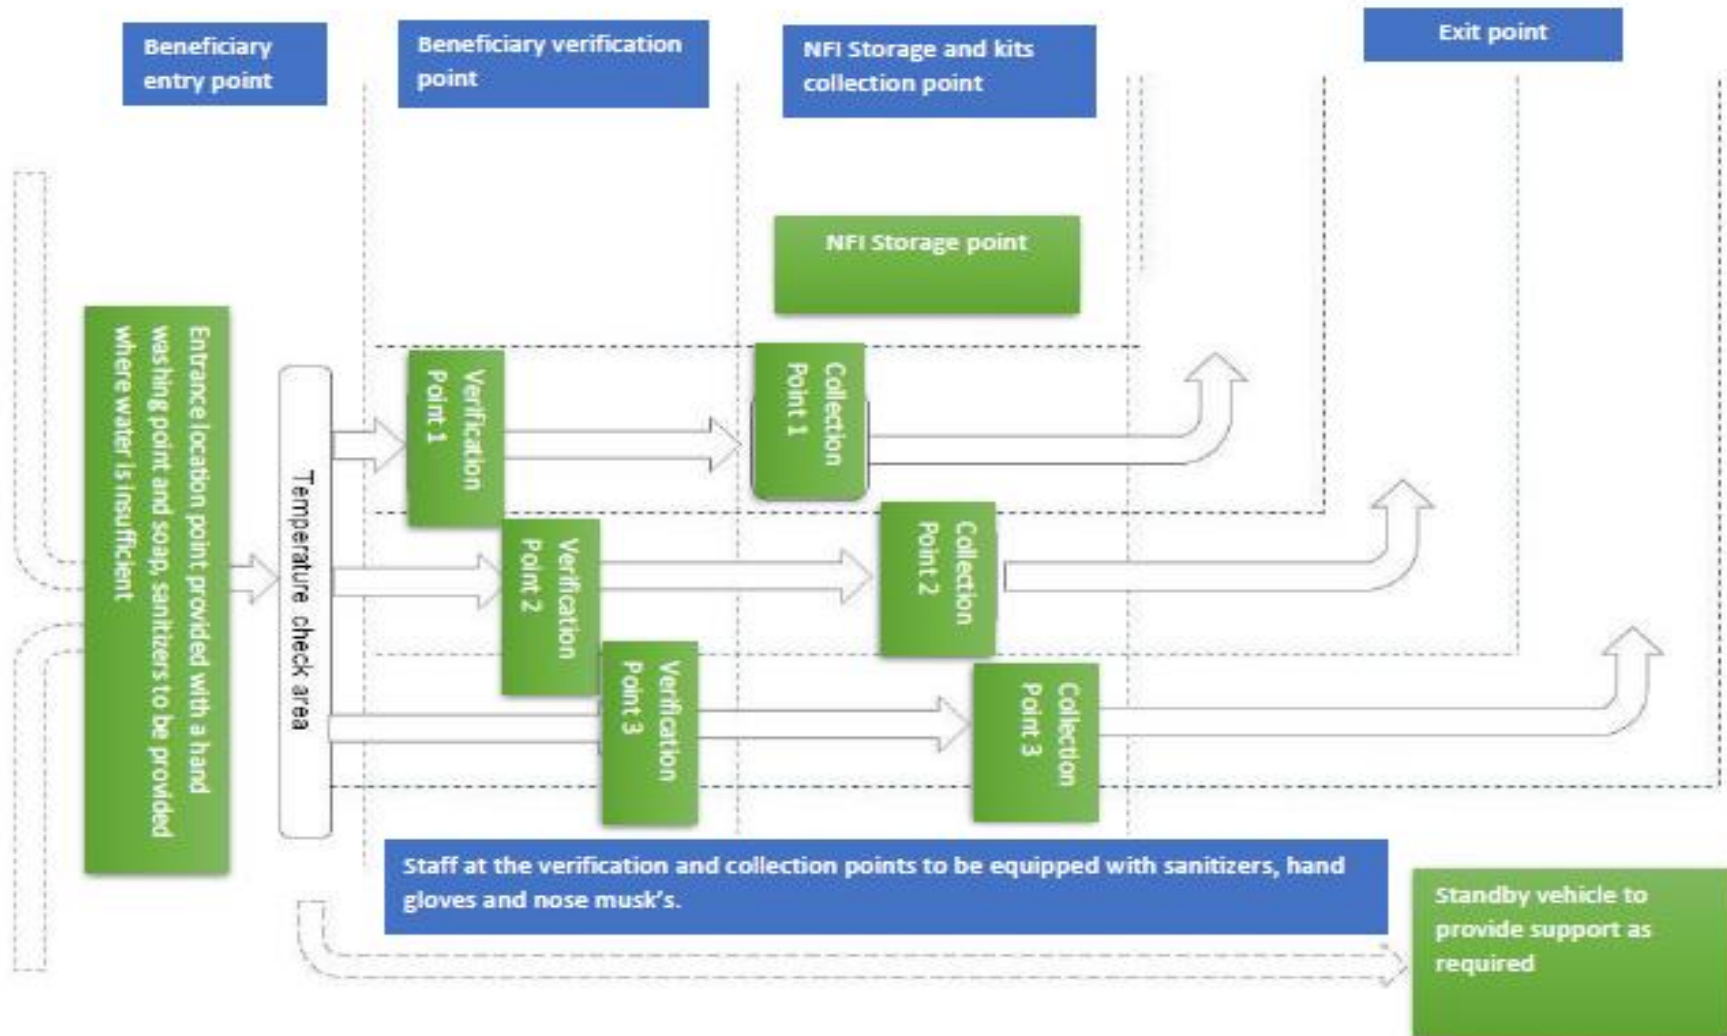 Beneficiary
entry point
Beneficiary verification
point
NFI Storage and kits
collection point
Exit point
NFI Storage point
Entrance location point provided with a hand
washing point and soap, sanitizers to be provided
where water is insufficient
Temperature check area
Verification
Point 1
Collection
Point 1
Verification
Point 2
Collection
Point 2
Verification
Point 3
Collection
Point 3
Staff at the verification and collection points to be equipped with sanitizers, hand
gloves and nose musk's.
Standby vehicle to
provide support as
required